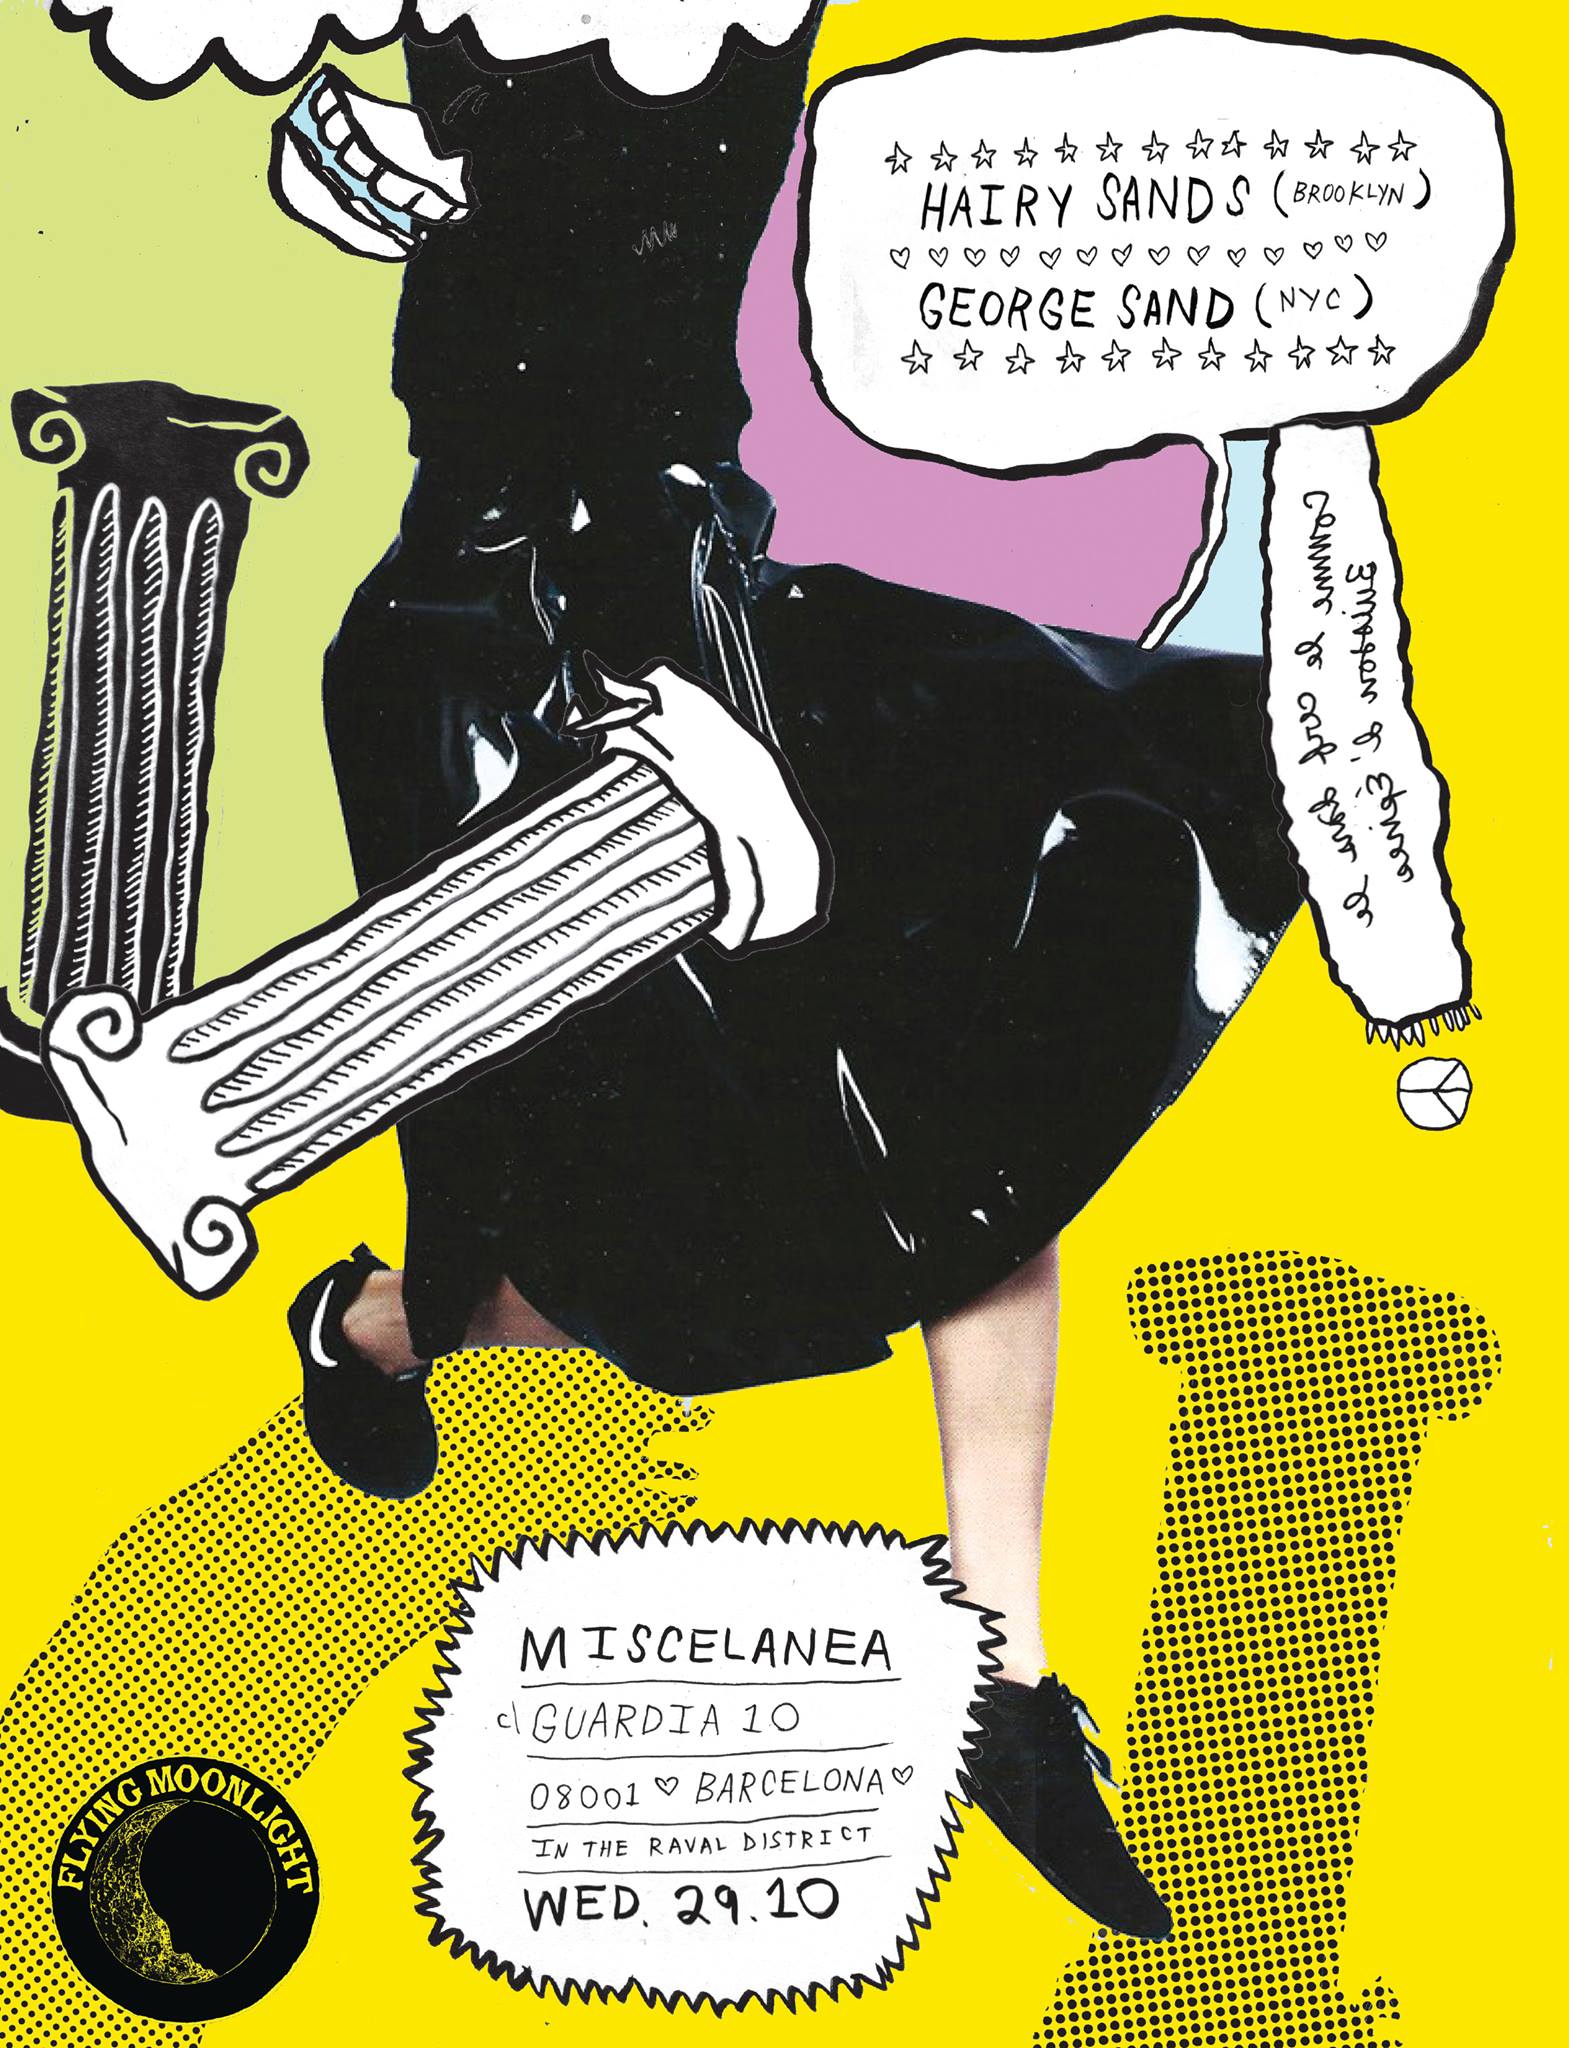 HAIRY SANDS (BROOKLYN)
GEORGE SAND (NYC)
MISCELANEA
c\ GUARDIA 10
08001 ♡ BARCELONA ♡
IN THE RAVAL DISTRICT
WED. 29.10
FLYING MOONLIGHT